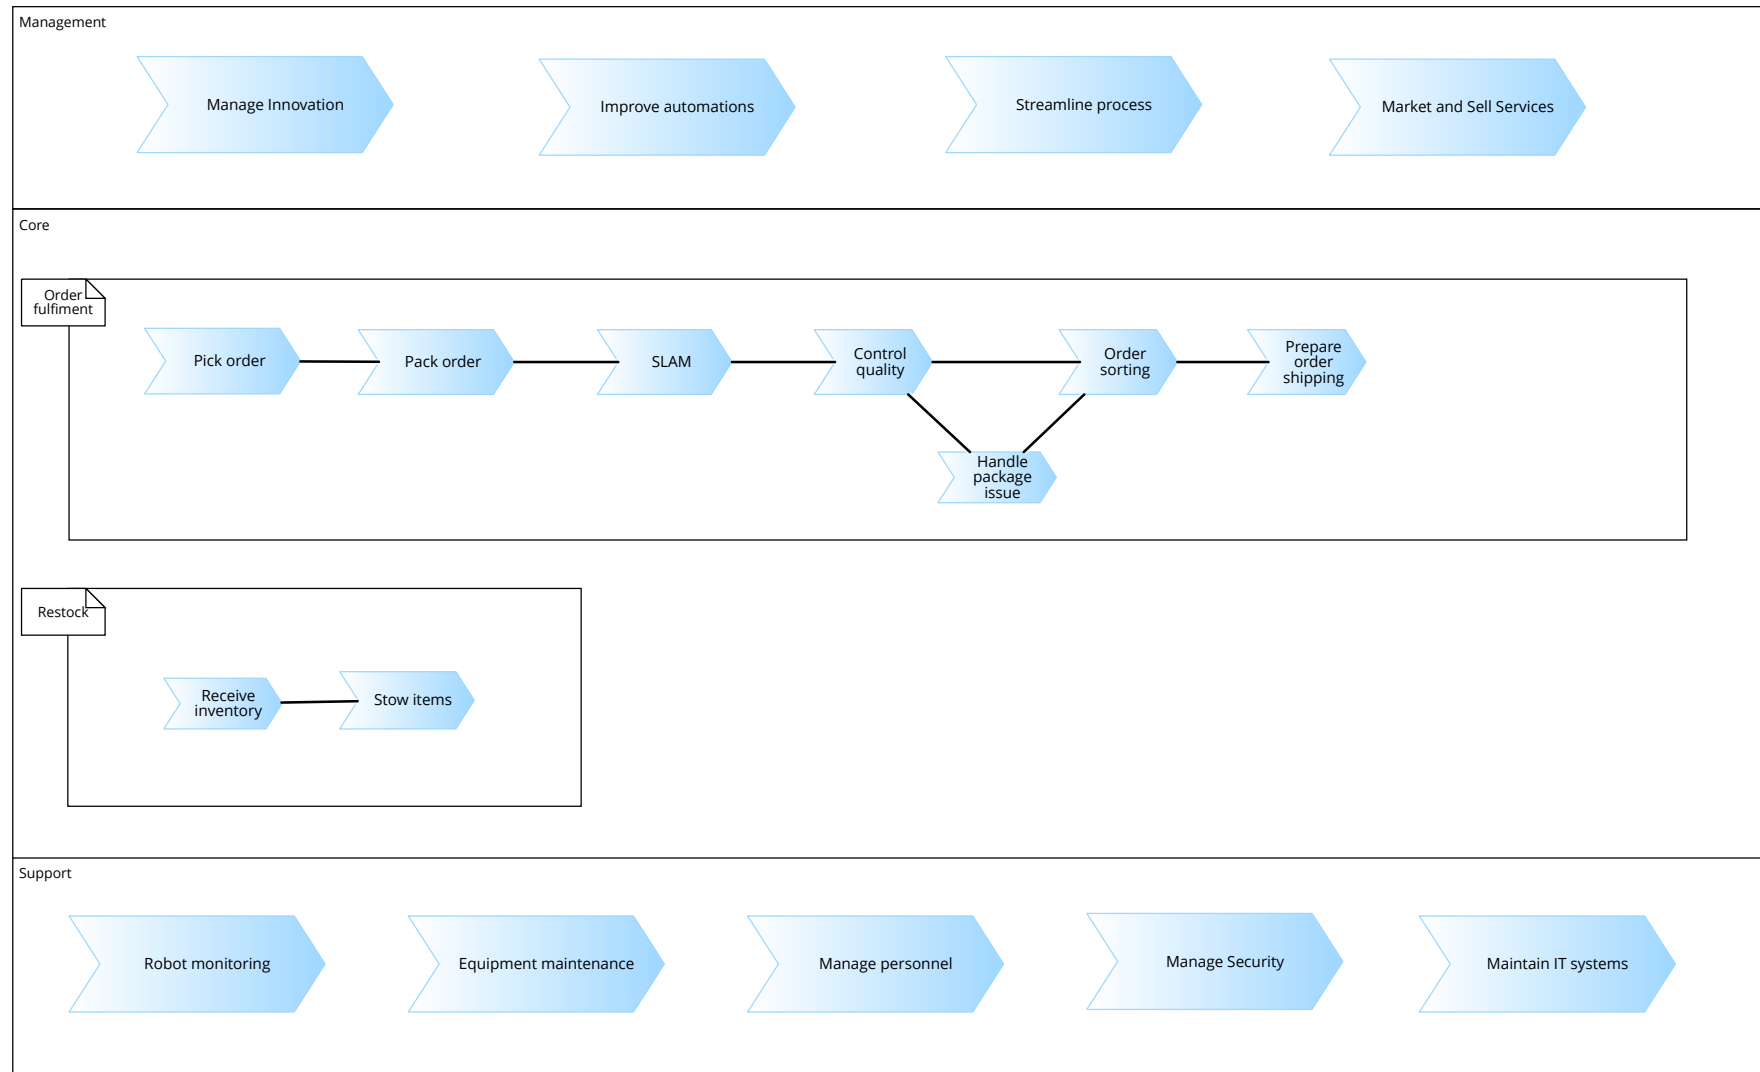 Management
Manage Innovation
Improve automations
Streamline process
Market and Sell Services
Core
Order
fulfiment
Pick order
Pack order
SLAM
Control
quality
Order
sorting
Prepare
order
shipping
Handle
package
issue
Restock
Receive
inventory
Stow items
Support
Robot monitoring
Equipment maintenance
Manage personnel
Manage Security
Maintain IT systems